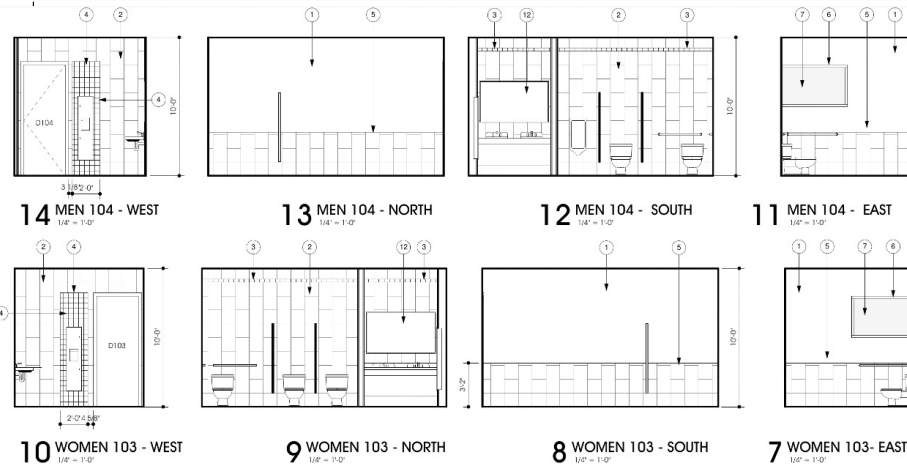 4 2 1 5 3 12 2 3 7 6 5 1
D104
4
10'-0"
10'-0"
3 1/8" 2'-0"
14 MEN 104 - WEST
1/4" = 1'-0"
13 MEN 104 - NORTH
1/4" = 1'-0"
12 MEN 104 - SOUTH
1/4" = 1'-0"
11 MEN 104 - EAST
1/4" = 1'-0"
2 4 3 2 12 3 1 5 1 5 7 6
4
D103
10'-0"
3'-2"
10'-0"
2'-0" 4 5/8"
10 WOMEN 103 - WEST
1/4" = 1'-0"
9 WOMEN 103 - NORTH
1/4" = 1'-0"
8 WOMEN 103 - SOUTH
1/4" = 1'-0"
7 WOMEN 103- EAST
1/4" = 1'-0"